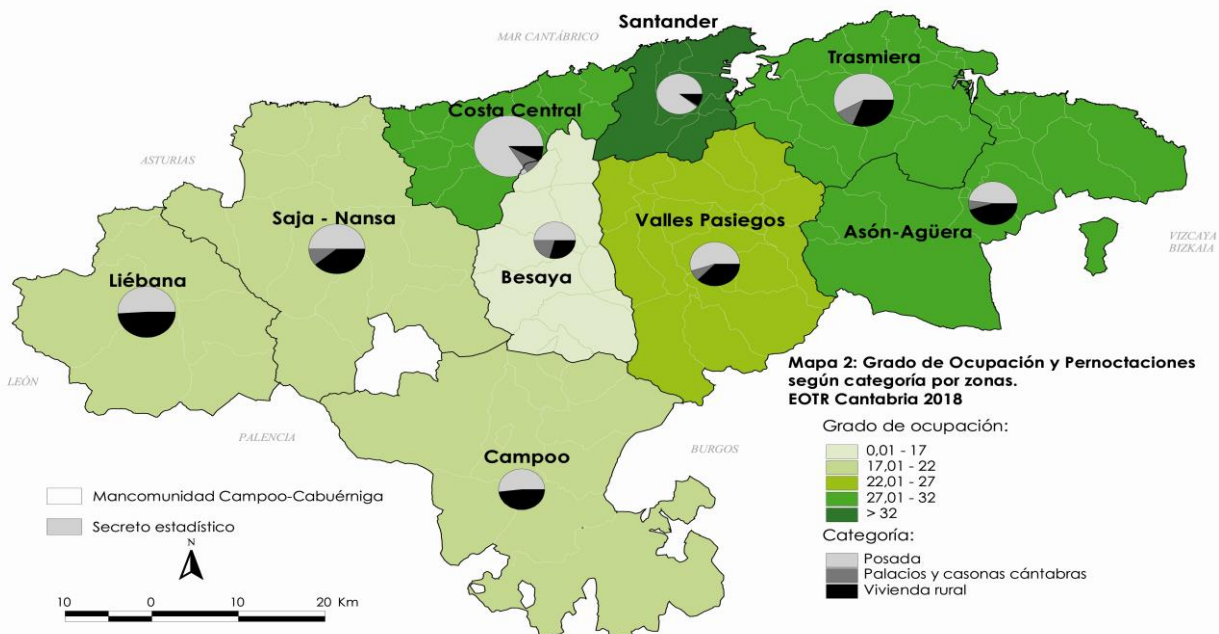 Santander
MAR CANTÁBRICO
Trasmiera
Costa Central
ASTURIAS
Saja - Nansa
Valles Pasiegos
Asón-Agüera
VIZCAYA
BIZKAIA
Liébana
Besaya
LEÓN
Mapa 2: Grado de Ocupación y Pernoctaciones
según categoría por zonas.
EOTR Cantabria 2018
PALENCIA
BURGOS
Campoo
Grado de ocupación:
0,01 - 17
17,01 - 22
22,01 - 27
27,01 - 32
> 32
Categoría:
Posada
Palacios y casonas cántabras
Vivienda rural
Mancomunidad Campoo-Cabuérniga
Secreto estadístico
N
10 0 10 20 Km